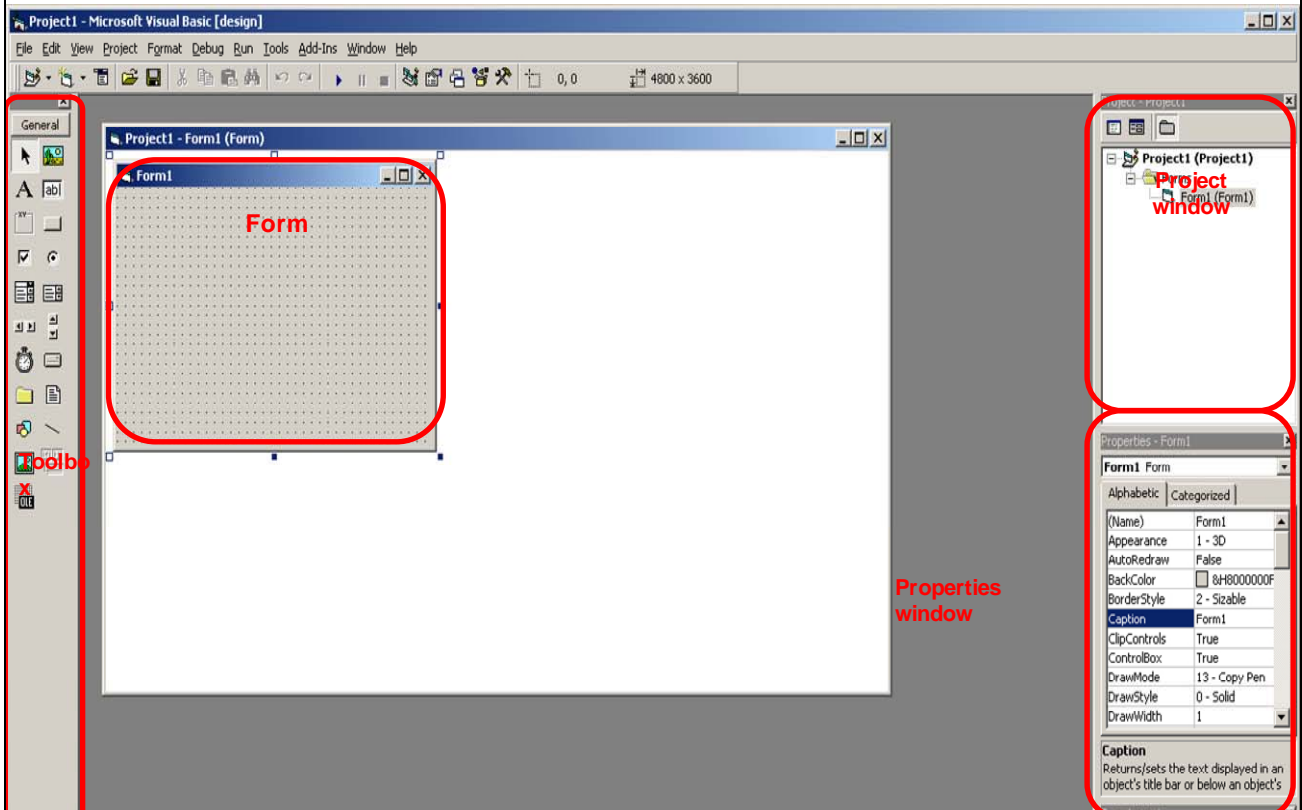 Project1 - Microsoft Visual Basic [design]
File Edit View Project Format Debug Run Tools Add-Ins Window Help
0, 0 4800 x 3600
General
A ab|
XY
OLE
Toolbo
x
Project1 - Form1 (Form)
Form1
Form
Project - Project1
Project1 (Project1)
Forms
Form1 (Form1)
Project
window
Properties
window
Properties - Form1
Form1 Form
Alphabetic Categorized
(Name) Form1
Appearance 1 - 3D
AutoRedraw False
BackColor &H8000000F
BorderStyle 2 - Sizable
Caption Form1
ClipControls True
ControlBox True
DrawMode 13 - Copy Pen
DrawStyle 0 - Solid
DrawWidth 1
Caption
Returns/sets the text displayed in an
object's title bar or below an object's